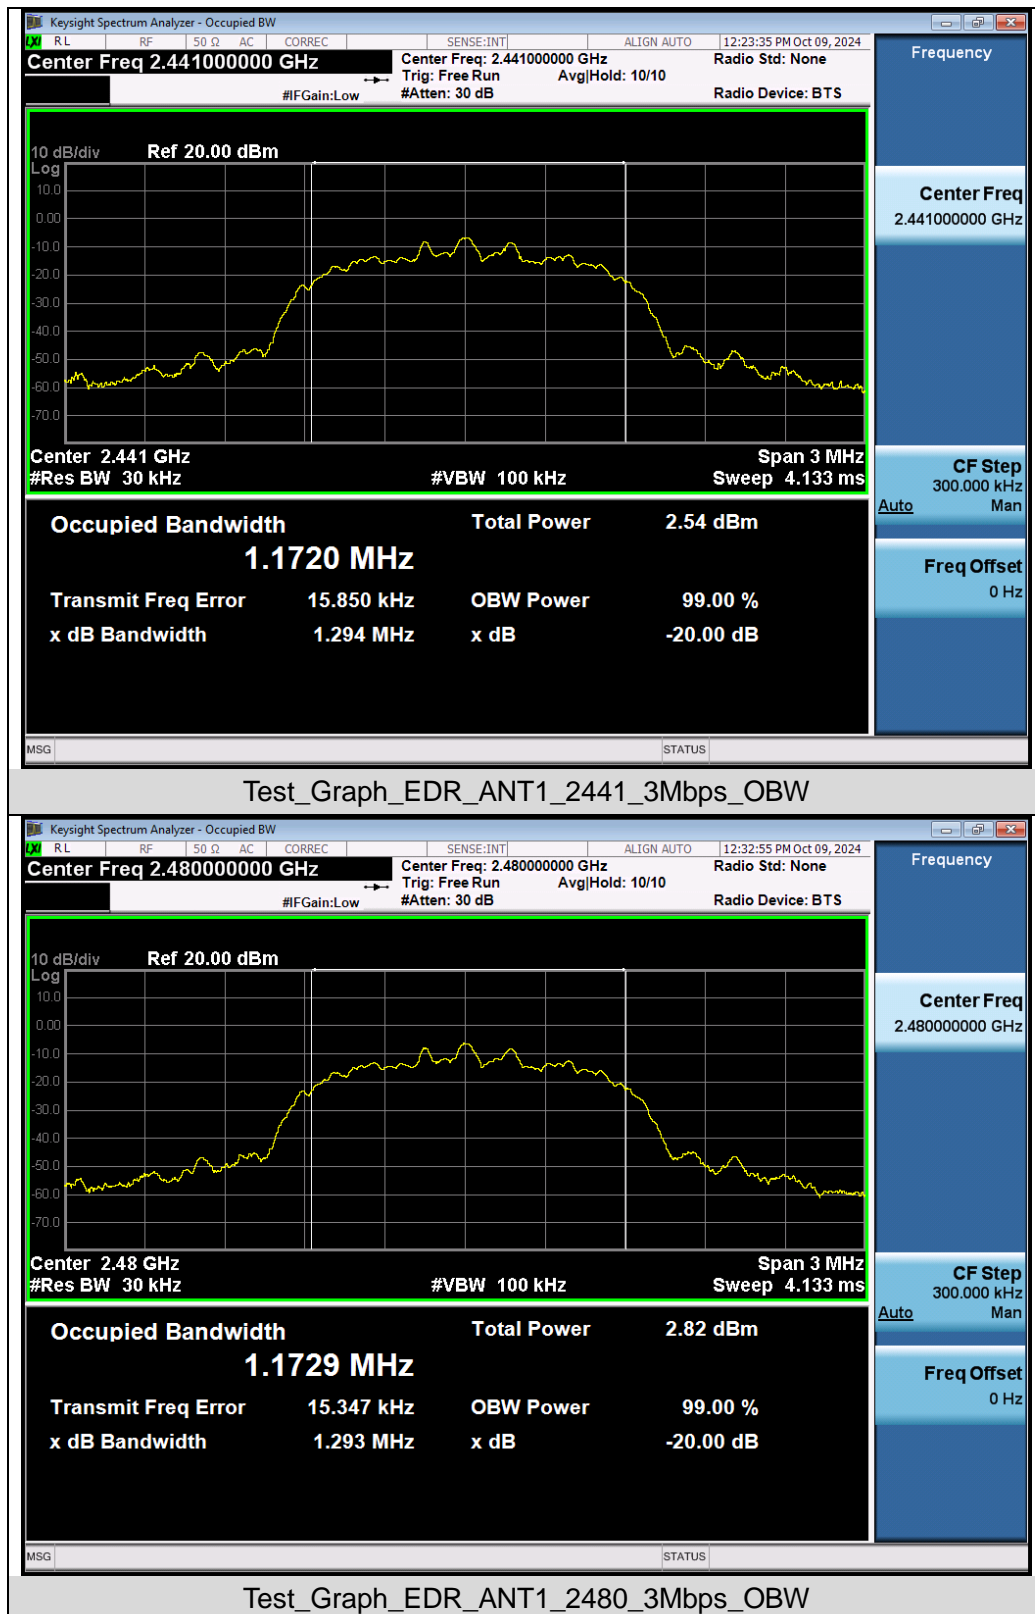 Keysight Spectrum Analyzer - Occupied BW
LXI RL RF 50 Ω AC CORREC SENSE:INT ALIGN AUTO 12:23:35 PM Oct 09, 2024
Center Freq 2.441000000 GHz
Center Freq: 2.441000000 GHz
Radio Std: None
Trig: Free Run Avg|Hold: 10/10
#IFGain:Low #Atten: 30 dB Radio Device: BTS
Frequency
10 dB/div Ref 20.00 dBm
Log
10.0
0.00
-10.0
-20.0
-30.0
-40.0
-50.0
-60.0
-70.0
Center Freq
2.441000000 GHz
Center 2.441 GHz Span 3 MHz
#Res BW 30 kHz #VBW 100 kHz Sweep 4.133 ms
CF Step
300.000 kHz
Auto Man
Occupied Bandwidth Total Power 2.54 dBm
1.1720 MHz
Transmit Freq Error 15.850 kHz OBW Power 99.00 %
x dB Bandwidth 1.294 MHz x dB -20.00 dB
Freq Offset
0 Hz
MSG STATUS
Test_Graph_EDR_ANT1_2441_3Mbps_OBW
Keysight Spectrum Analyzer - Occupied BW
LXI RL RF 50 Ω AC CORREC SENSE:INT ALIGN AUTO 12:32:55 PM Oct 09, 2024
Center Freq 2.480000000 GHz
Center Freq: 2.480000000 GHz
Radio Std: None
Trig: Free Run Avg|Hold: 10/10
#IFGain:Low #Atten: 30 dB Radio Device: BTS
Frequency
10 dB/div Ref 20.00 dBm
Log
10.0
0.00
-10.0
-20.0
-30.0
-40.0
-50.0
-60.0
-70.0
Center Freq
2.480000000 GHz
Center 2.48 GHz Span 3 MHz
#Res BW 30 kHz #VBW 100 kHz Sweep 4.133 ms
CF Step
300.000 kHz
Auto Man
Occupied Bandwidth Total Power 2.82 dBm
1.1729 MHz
Transmit Freq Error 15.347 kHz OBW Power 99.00 %
x dB Bandwidth 1.293 MHz x dB -20.00 dB
Freq Offset
0 Hz
MSG STATUS
Test_Graph_EDR_ANT1_2480_3Mbps_OBW